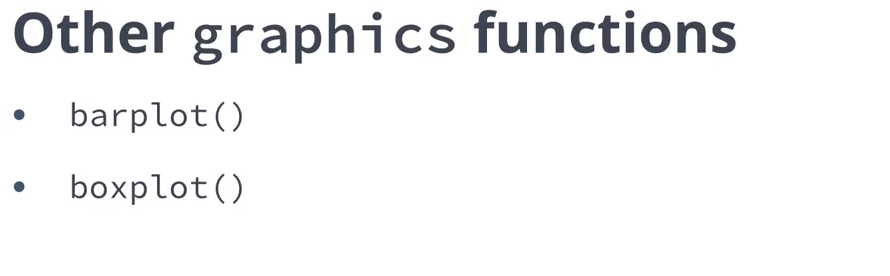 Other graphics functions
• barplot()
• boxplot()